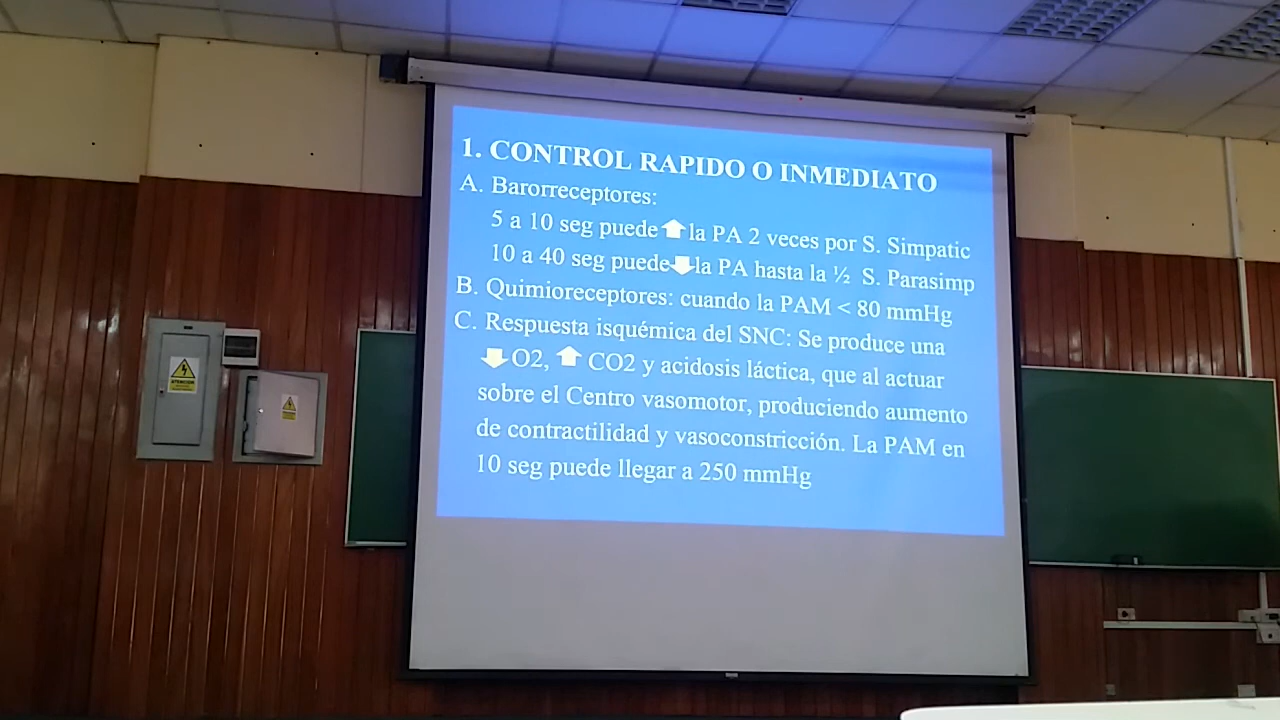 1. CONTROL RAPIDO O INMEDIATO
A. Barorreceptores:
5 a 10 seg puede ⬆ la PA 2 veces por S. Simpatic
10 a 40 seg puede ⬇ la PA hasta la ½ S. Parasimp
B. Quimioreceptores: cuando la PAM < 80 mmHg
C. Respuesta isquémica del SNC: Se produce una
⬇ O2, ⬆ CO2 y acidosis láctica, que al actuar
sobre el Centro vasomotor, produciendo aumento
de contractilidad y vasoconstricción. La PAM en
10 seg puede llegar a 250 mmHg
ATENCION